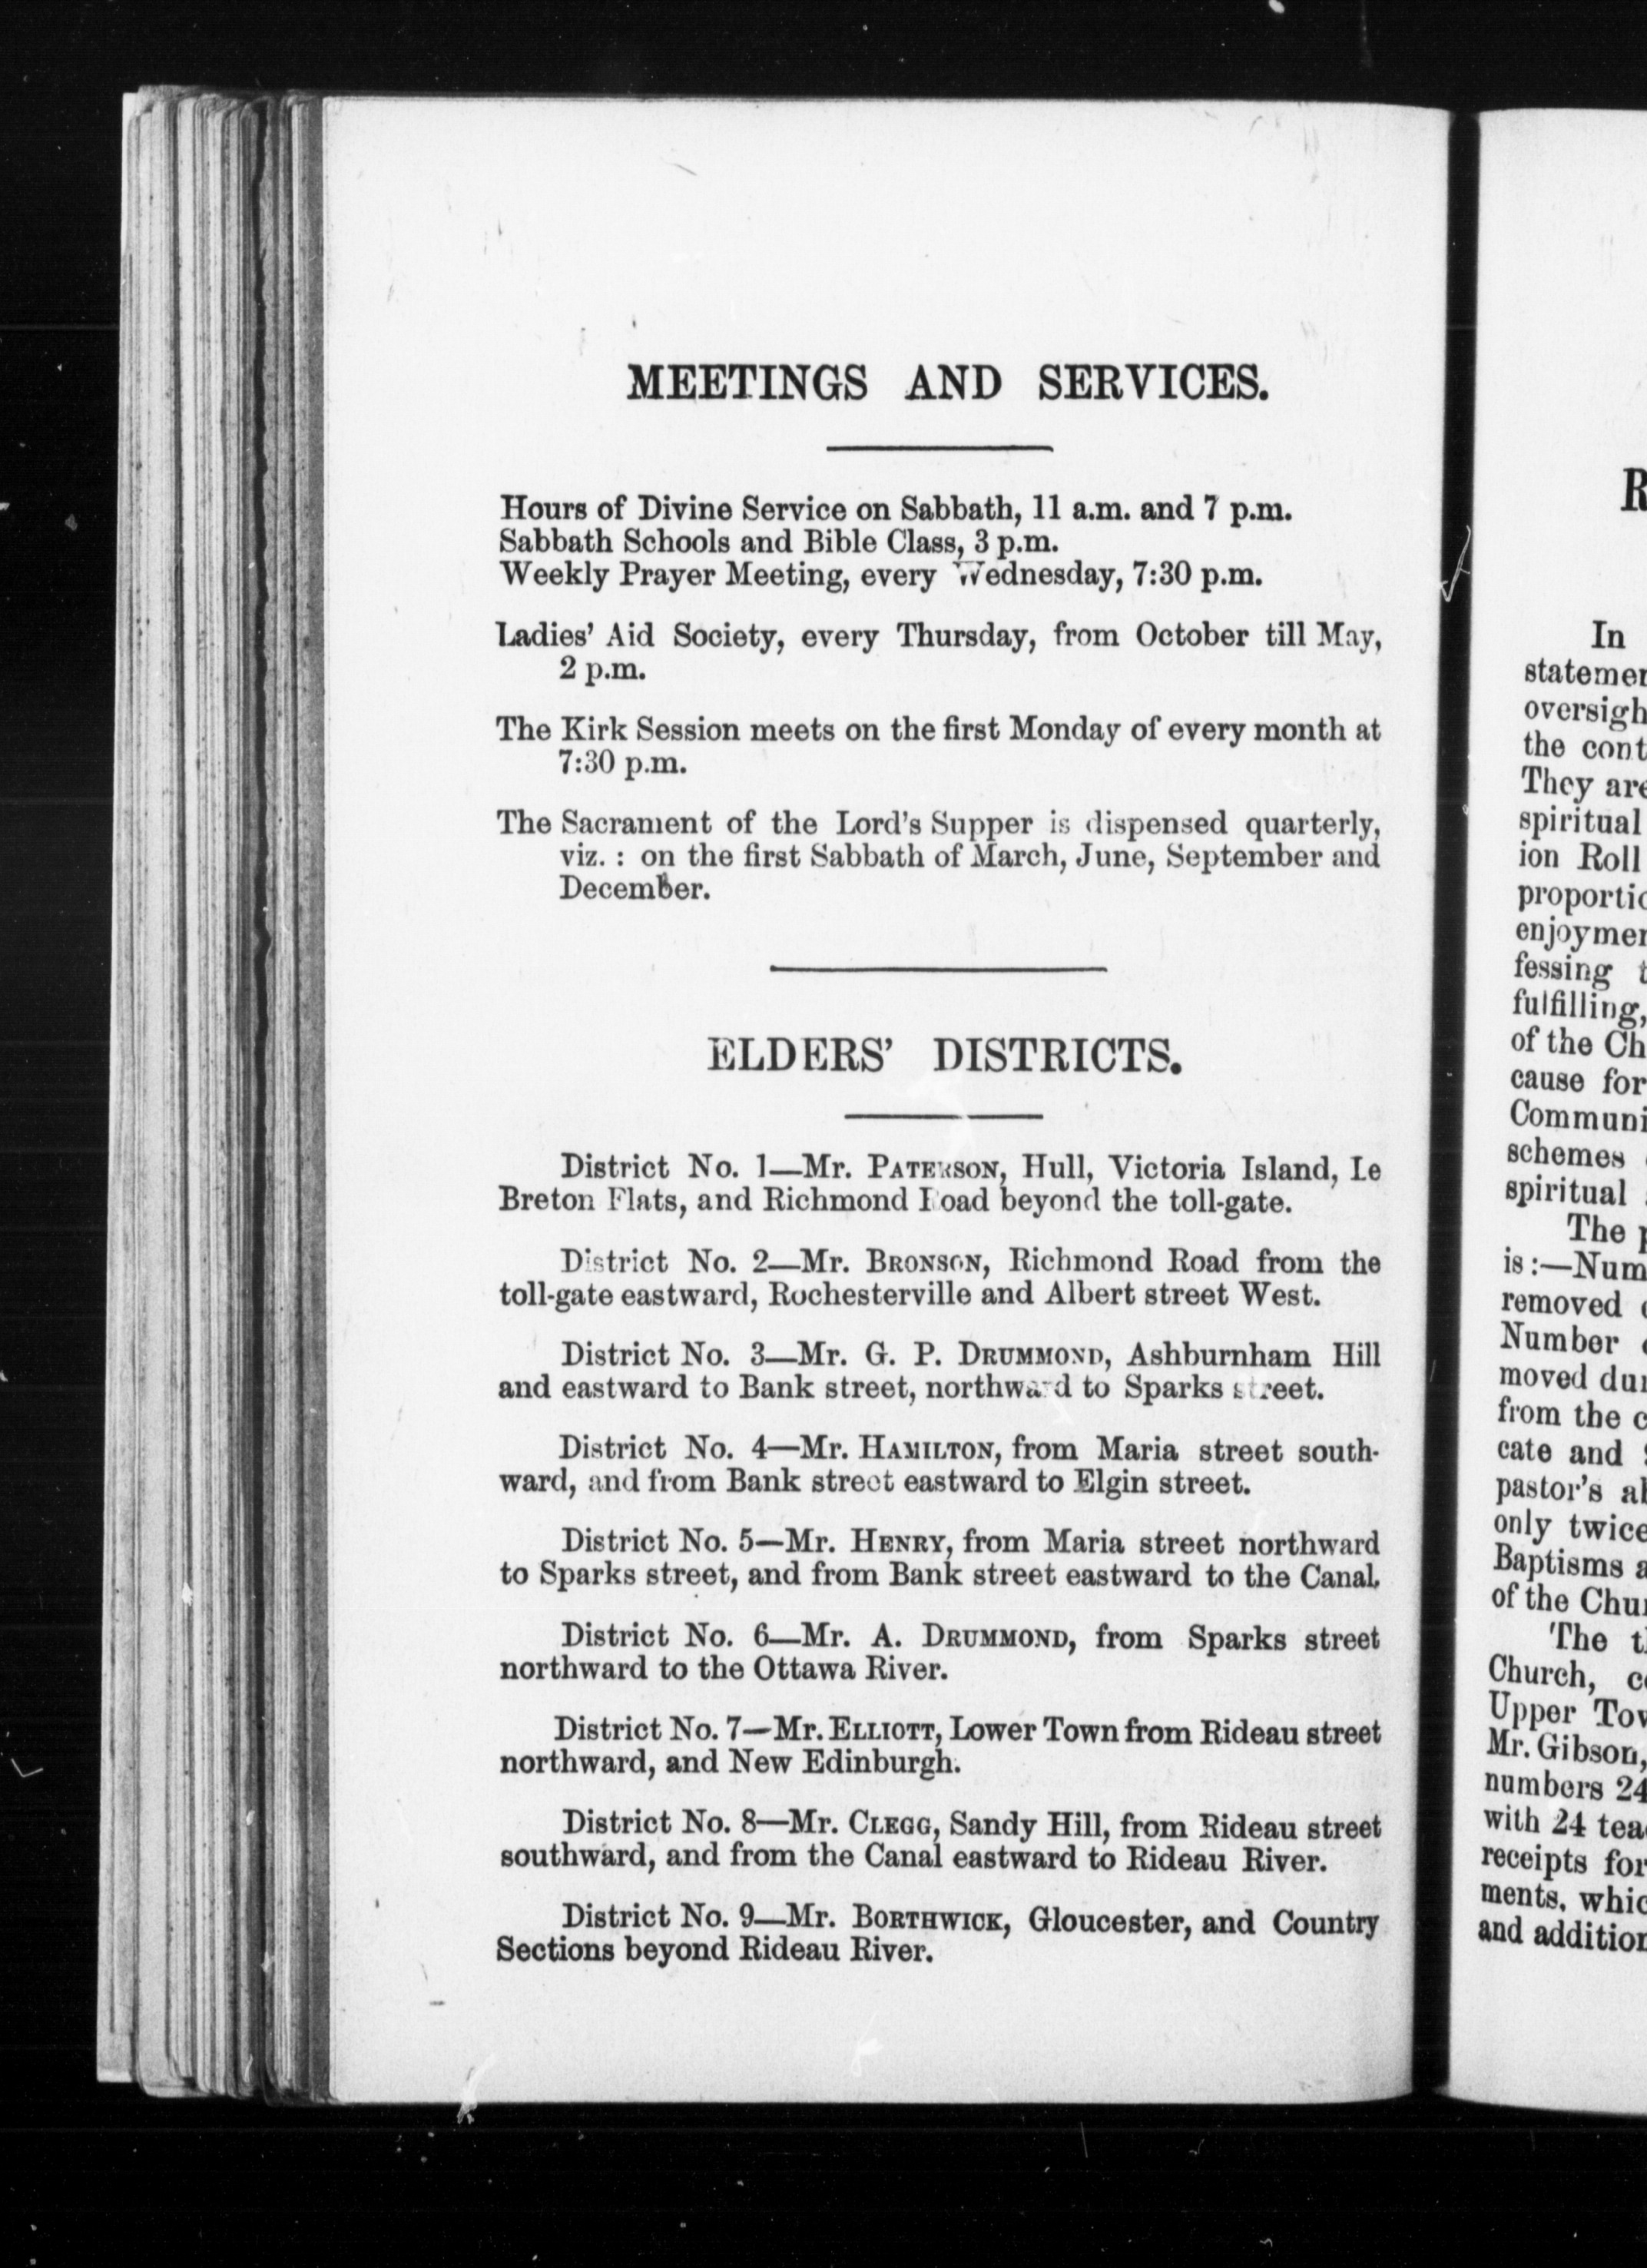 MEETINGS AND SERVICES.
Hours of Divine Service on Sabbath, 11 a.m. and 7 p.m.
Sabbath Schools and Bible Class, 3 p.m.
Weekly Prayer Meeting, every Wednesday, 7:30 p.m.
Ladies' Aid Society, every Thursday, from October till May,
2 p.m.
The Kirk Session meets on the first Monday of every month at
7:30 p.m.
The Sacrament of the Lord's Supper is dispensed quarterly,
viz. : on the first Sabbath of March, June, September and
December.
ELDERS' DISTRICTS.
District No. 1—Mr. PATERSON, Hull, Victoria Island, Le
Breton Flats, and Richmond Road beyond the toll-gate.
District No. 2—Mr. BRONSON, Richmond Road from the
toll-gate eastward, Rochesterville and Albert street West.
District No. 3—Mr. G. P. DRUMMOND, Ashburnham Hill
and eastward to Bank street, northward to Sparks street.
District No. 4—Mr. HAMILTON, from Maria street south-
ward, and from Bank street eastward to Elgin street.
District No. 5—Mr. HENRY, from Maria street northward
to Sparks street, and from Bank street eastward to the Canal.
District No. 6—Mr. A. DRUMMOND, from Sparks street
northward to the Ottawa River.
District No. 7—Mr. ELLIOTT, Lower Town from Rideau street
northward, and New Edinburgh.
District No. 8—Mr. CLEGG, Sandy Hill, from Rideau street
southward, and from the Canal eastward to Rideau River.
District No. 9—Mr. BORTHWICK, Gloucester, and Country
Sections beyond Rideau River.
R
In
statemen
oversigh
the cont
They are
spiritual
ion Roll
proportio
enjoymen
fessing
fulfilling,
of the Ch
cause for
Communi
schemes
spiritual
The
is :—Num
removed
Number
moved dur
from the c
cate and
pastor's al
only twice
Baptisms a
of the Chur
The
Church, c
Upper Tow
Mr. Gibson,
numbers 24
with 24 tea
receipts for
ments, whic
and addition